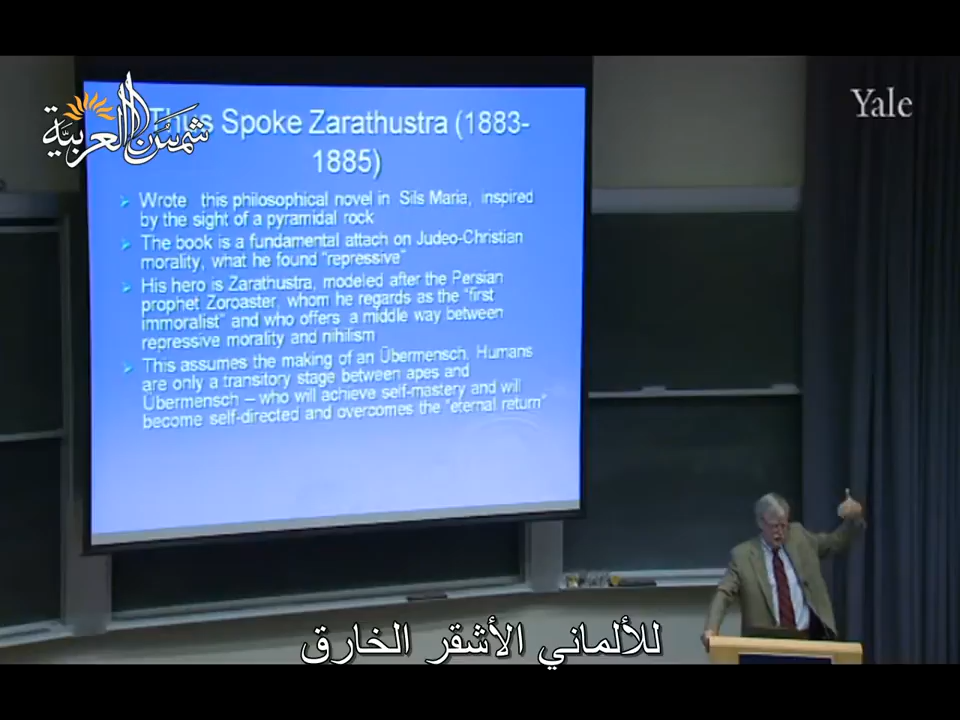 شمس العربية
Yale
Thus Spoke Zarathustra (1883-
1885)
Wrote this philosophical novel in Sils Maria, inspired
by the sight of a pyramidal rock
The book is a fundamental attach on Judeo-Christian
morality, what he found "repressive"
His hero is Zarathustra, modeled after the Persian
prophet Zoroaster, whom he regards as the "first
immoralist" and who offers a middle way between
repressive morality and nihilism
This assumes the making of an Übermensch. Humans
are only a transitory stage between apes and
Übermensch – who will achieve self-mastery and will
become self-directed and overcomes the "eternal return"
للألماني الأشقر الخارق